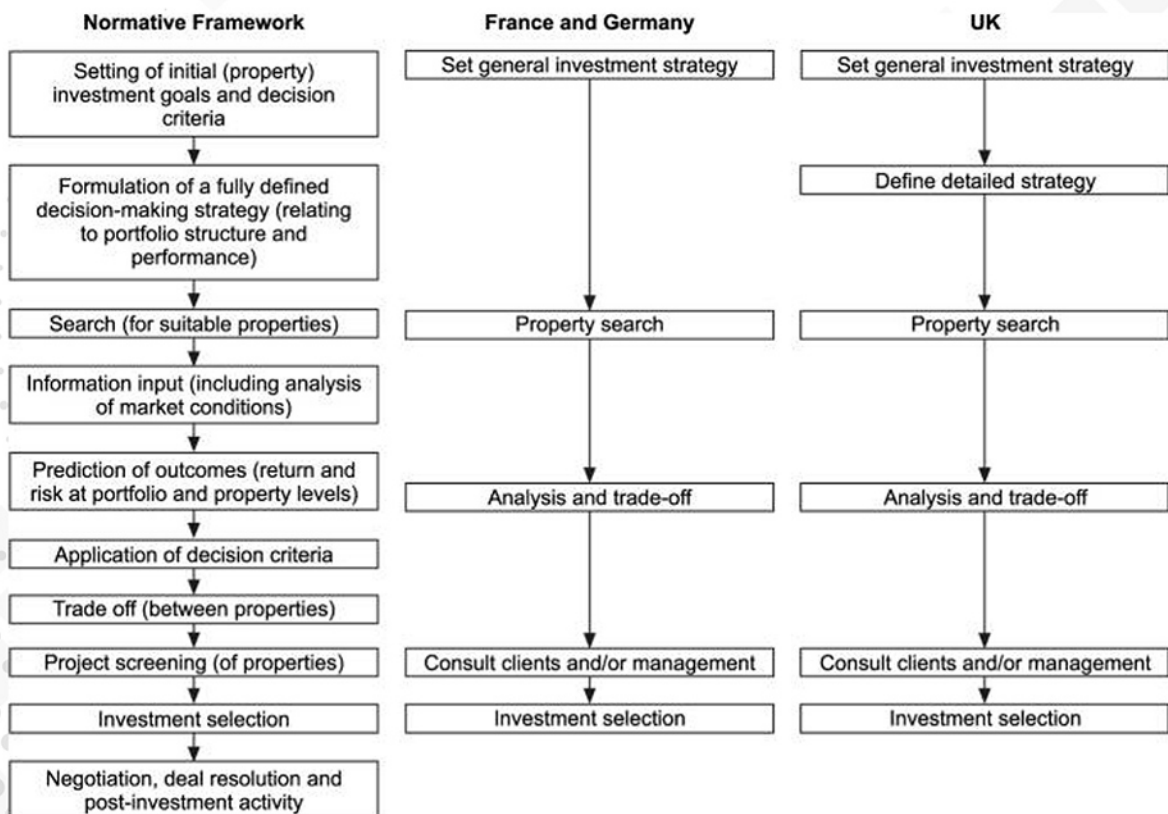 Normative Framework
Setting of initial (property)
investment goals and decision
criteria
Formulation of a fully defined
decision-making strategy (relating
to portfolio structure and
performance)
Search (for suitable properties)
Information input (including analysis
of market conditions)
Prediction of outcomes (return and
risk at portfolio and property levels)
Application of decision criteria
Trade off (between properties)
Project screening (of properties)
Investment selection
Negotiation, deal resolution and
post-investment activity
France and Germany
Set general investment strategy
Property search
Analysis and trade-off
Consult clients and/or management
Investment selection
UK
Set general investment strategy
Define detailed strategy
Property search
Analysis and trade-off
Consult clients and/or management
Investment selection